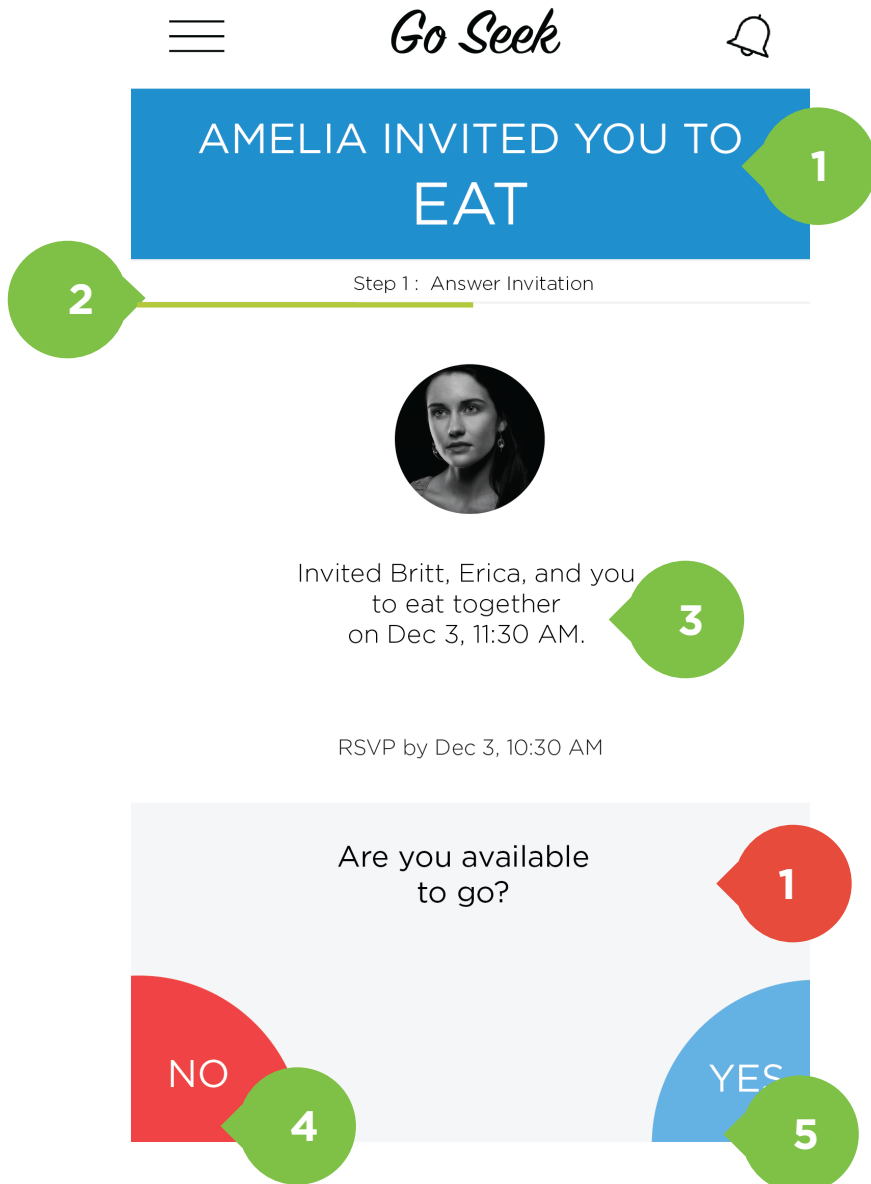 Go Seek
AMELIA INVITED YOU TO
EAT
1
Step 1 : Answer Invitation
2
Invited Britt, Erica, and you
to eat together
on Dec 3, 11:30 AM.
3
RSVP by Dec 3, 10:30 AM
Are you available
to go?
1
NO
YES
4
5